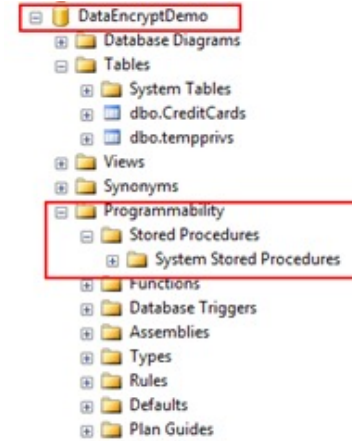 DataEncryptDemo
Database Diagrams
Tables
System Tables
dbo.CreditCards
dbo.tempprivs
Views
Synonyms
Programmability
Stored Procedures
System Stored Procedures
Functions
Database Triggers
Assemblies
Types
Rules
Defaults
Plan Guides